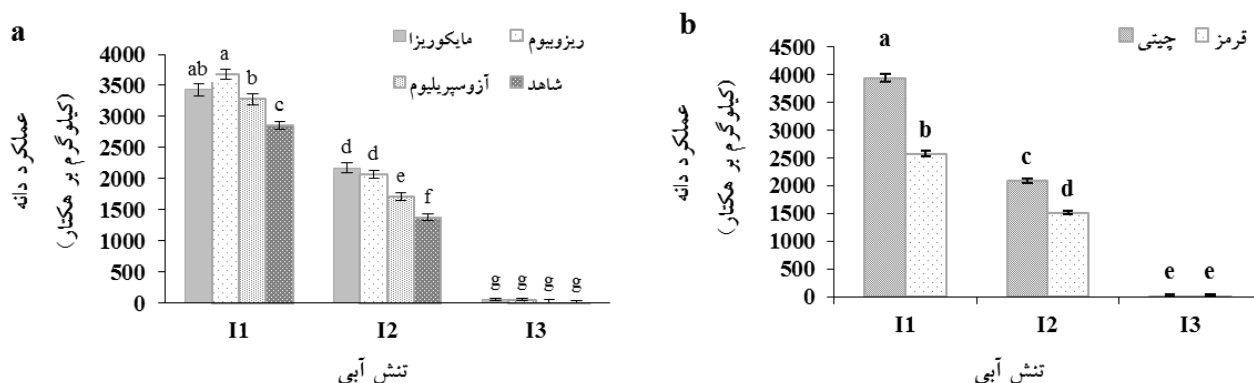 a
مایکوریزا
ریزوبیوم
آزوسپریلیوم
شاهد
عملکرد دانه
(کیلوگرم بر هکتار)
4000
3500
3000
2500
2000
1500
1000
500
0
ab a b c
d d e f
g g g g
I1 I2 I3
تنش آبی
b
چیتی
قرمز
عملکرد دانه
(کیلوگرم بر هکتار)
4500
4000
3500
3000
2500
2000
1500
1000
500
0
a b
c d
e e
I1 I2 I3
تنش آبی